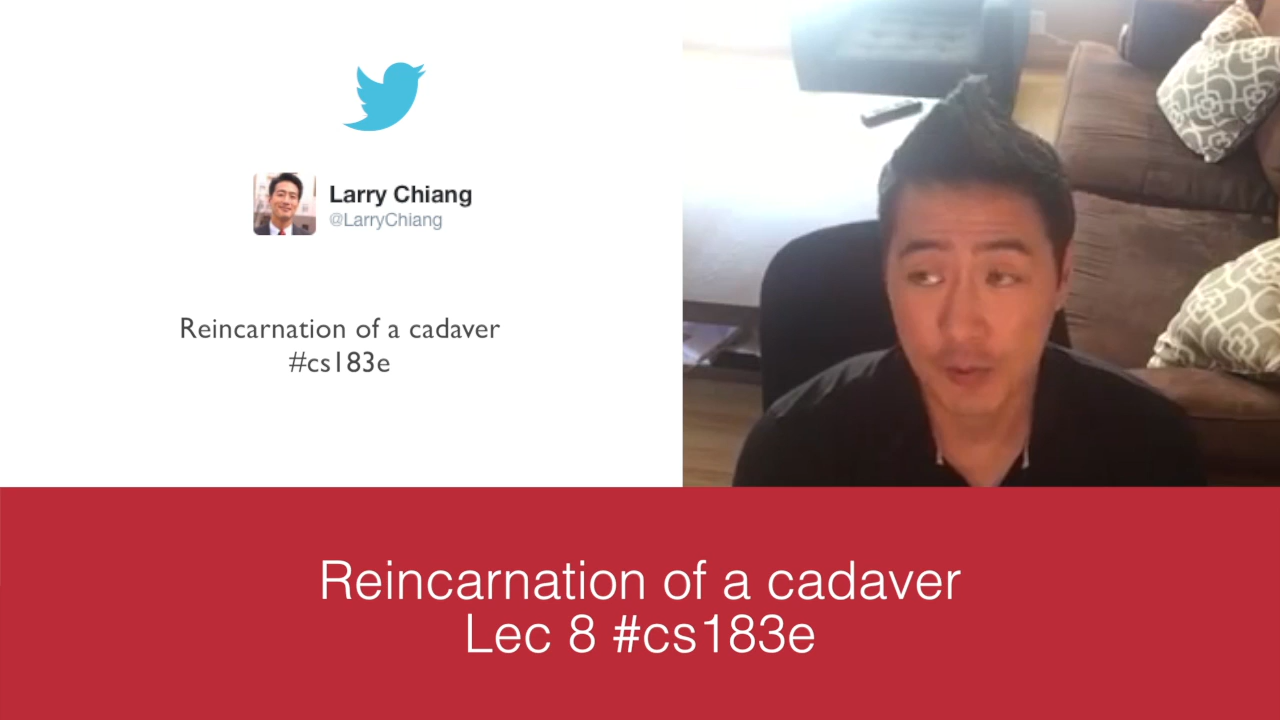 Larry Chiang
@LarryChiang
Reincarnation of a cadaver
#cs183e
Reincarnation of a cadaver
Lec 8 #cs183e